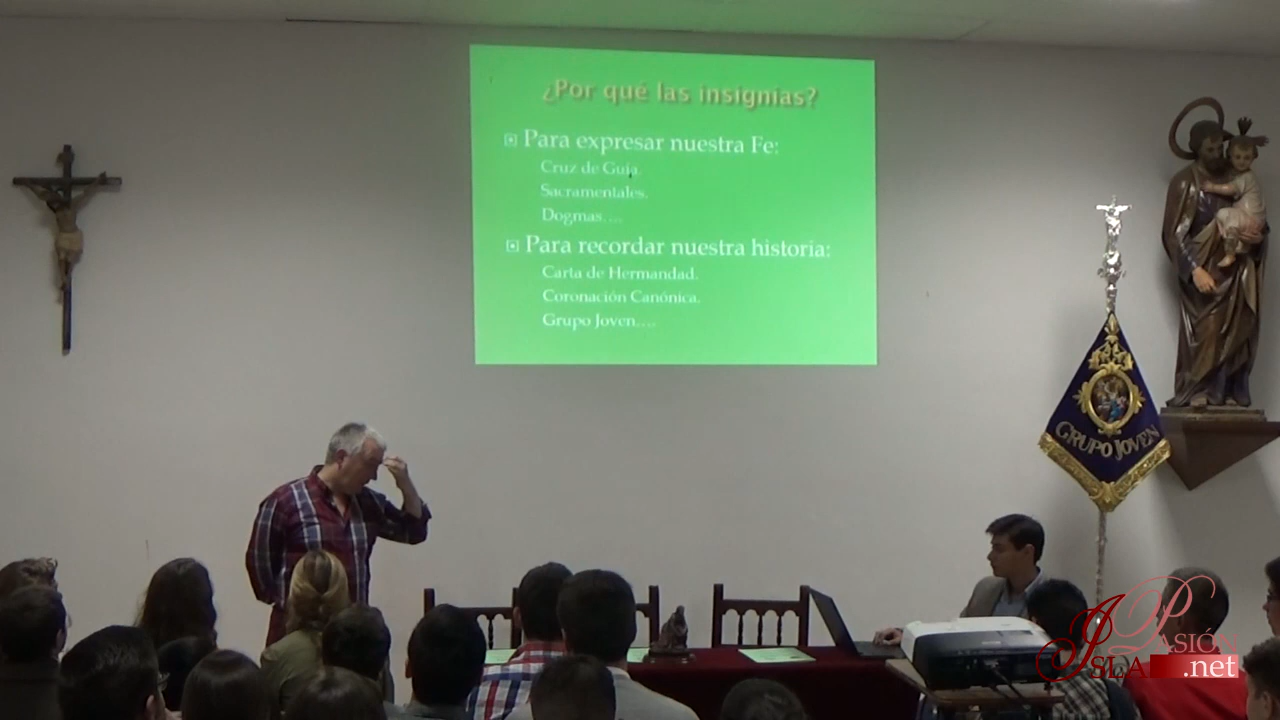 ¿Por qué las insignias?
Para expresar nuestra Fe:
Cruz de Guía.
Sacramentales.
Dogmas....
Para recordar nuestra historia:
Carta de Hermandad.
Coronación Canónica.
Grupo Joven....
GRUPO JOVEN
PASIÓN
ISLA .net